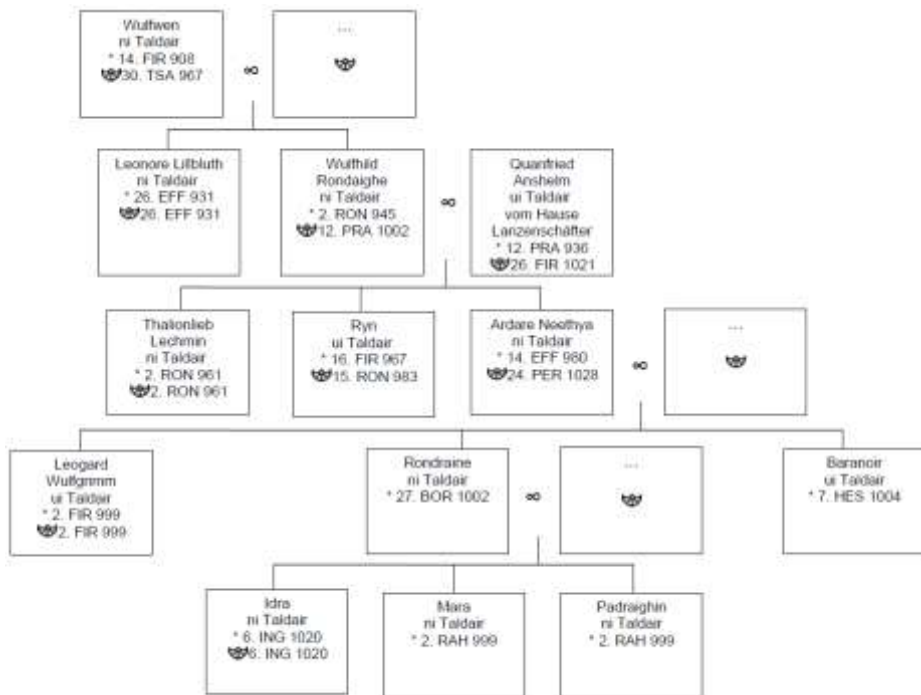 Wulfwen
ni Taldair
* 14. FIR 908
30. TSA 967
∞
...
Leonore Lillbluth
ni Taldair
* 26. EFF 931
26. EFF 931
Wulfhild
Rondaighe
ni Taldair
* 2. RON 945
12. PRA 1002
∞
Quanfried
Anshelm
ui Taldair
vom Hause
Lanzenschäfter
* 12. PRA 936
26. FIR 1021
Thalionlieb
Lechmin
ni Taldair
* 2. RON 961
2. RON 961
Ryn
ui Taldair
* 16. FIR 967
15. RON 983
Ardare Neethya
ni Taldair
* 14. EFF 980
24. PER 1028
∞
...
Leogard
Wulfgrimm
ui Taldair
* 2. FIR 999
2. FIR 999
Rondraine
ni Taldair
* 27. BOR 1002
∞
...
Baranoir
ui Taldair
* 7. HES 1004
Idra
ni Taldair
* 6. ING 1020
6. ING 1020
Mara
ni Taldair
* 2. RAH 999
Padraighin
ni Taldair
* 2. RAH 999